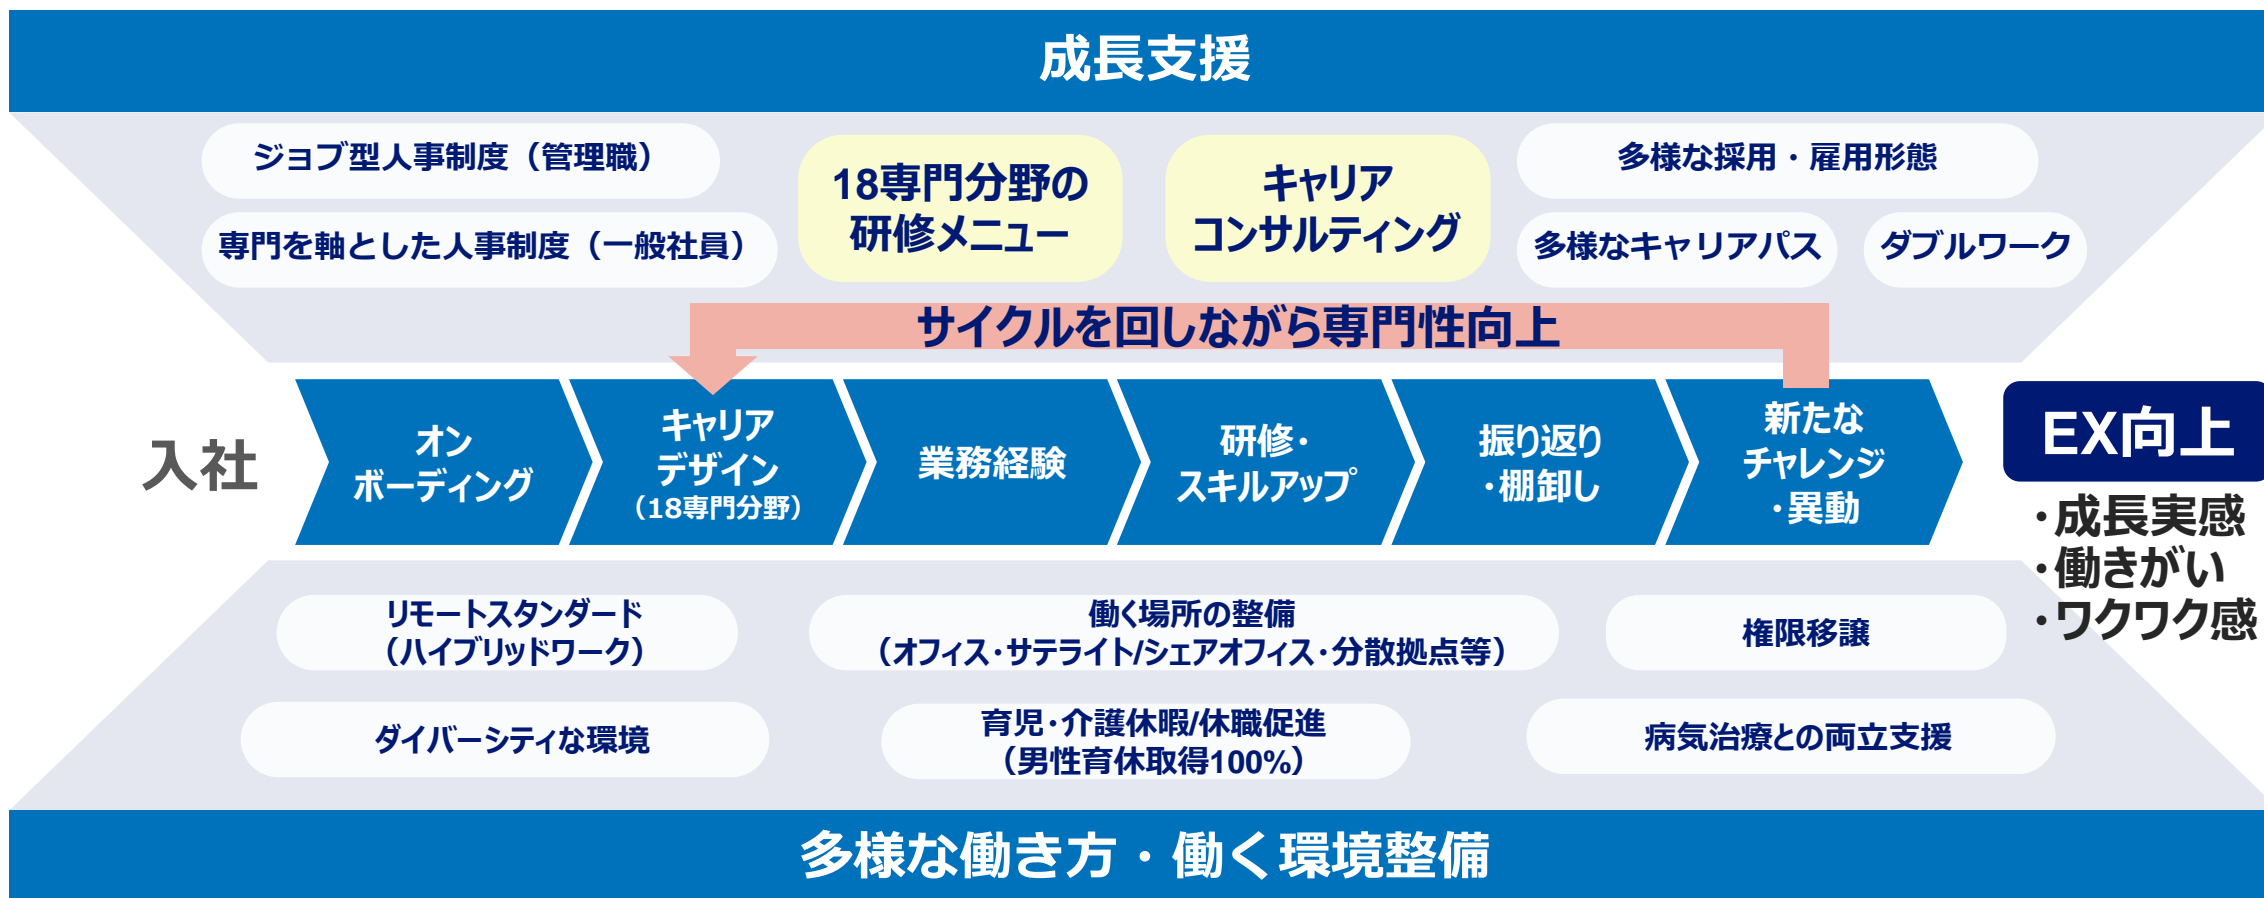 成長支援
ジョブ型人事制度（管理職）
専門を軸とした人事制度（一般社員）
18専門分野の
研修メニュー
キャリア
コンサルティング
多様な採用・雇用形態
多様なキャリアパス
ダブルワーク
サイクルを回しながら専門性向上
入社
オン
ボーディング
キャリア
デザイン
（18専門分野）
業務経験
研修・
スキルアップ
振り返り
・棚卸し
新たな
チャレンジ
・異動
EX向上
・成長実感
・働きがい
・ワクワク感
リモートスタンダード
（ハイブリッドワーク）
働く場所の整備
（オフィス・サテライト/シェアオフィス・分散拠点等）
権限移譲
ダイバーシティな環境
育児・介護休暇/休職促進
（男性育休取得100%）
病気治療との両立支援
多様な働き方・働く環境整備